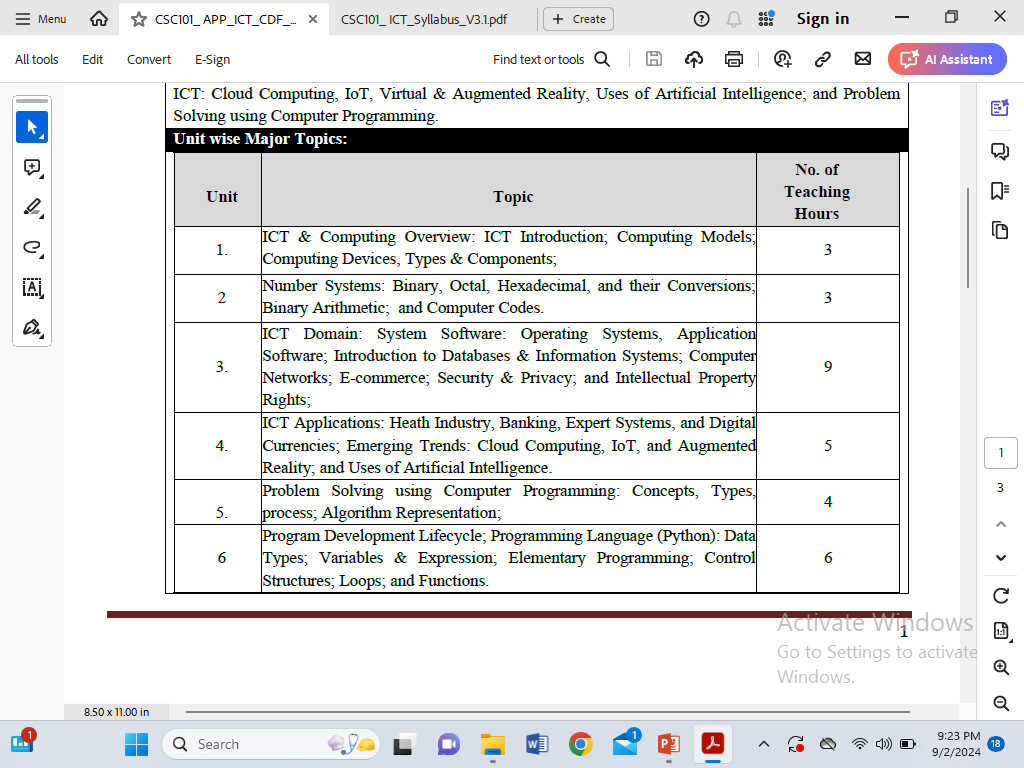 Menu
CSC101_ APP_ICT_CDF_...
CSC101_ ICT_Syllabus_V3.1.pdf
Create
Sign in
All tools Edit Convert E-Sign
Find text or tools
AI Assistant
ICT: Cloud Computing, IoT, Virtual & Augmented Reality, Uses of Artificial Intelligence; and Problem
Solving using Computer Programming.
Unit wise Major Topics:
Unit
Topic
No. of
Teaching
Hours
1.
ICT & Computing Overview: ICT Introduction; Computing Models;
Computing Devices, Types & Components;
3
2
Number Systems: Binary, Octal, Hexadecimal, and their Conversions;
Binary Arithmetic; and Computer Codes.
3
3.
ICT Domain: System Software: Operating Systems, Application
Software; Introduction to Databases & Information Systems; Computer
Networks; E-commerce; Security & Privacy; and Intellectual Property
Rights;
9
4.
ICT Applications: Heath Industry, Banking, Expert Systems, and Digital
Currencies; Emerging Trends: Cloud Computing, IoT, and Augmented
Reality; and Uses of Artificial Intelligence.
5
5.
Problem Solving using Computer Programming: Concepts, Types,
process; Algorithm Representation;
4
6
Program Development Lifecycle; Programming Language (Python): Data
Types; Variables & Expression; Elementary Programming; Control
Structures; Loops; and Functions.
6
1
1
3
Activate Windows
Go to Settings to activate
Windows.
8.50 x 11.00 in
1
Search
1
9:23 PM
9/2/2024
18